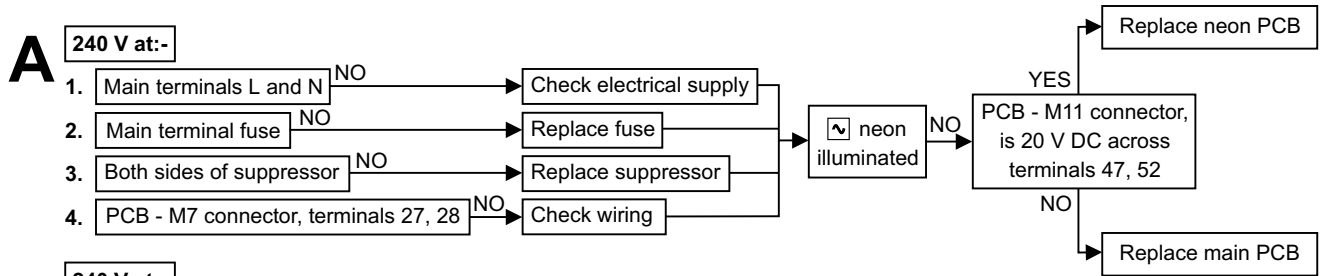 A
240 V at:-
1. Main terminals L and N NO Check electrical supply
2. Main terminal fuse NO Replace fuse
3. Both sides of suppressor NO Replace suppressor
4. PCB - M7 connector, terminals 27, 28 NO Check wiring
neon
illuminated
NO
PCB - M11 connector,
is 20 V DC across
terminals 47, 52
YES
Replace neon PCB
NO
Replace main PCB